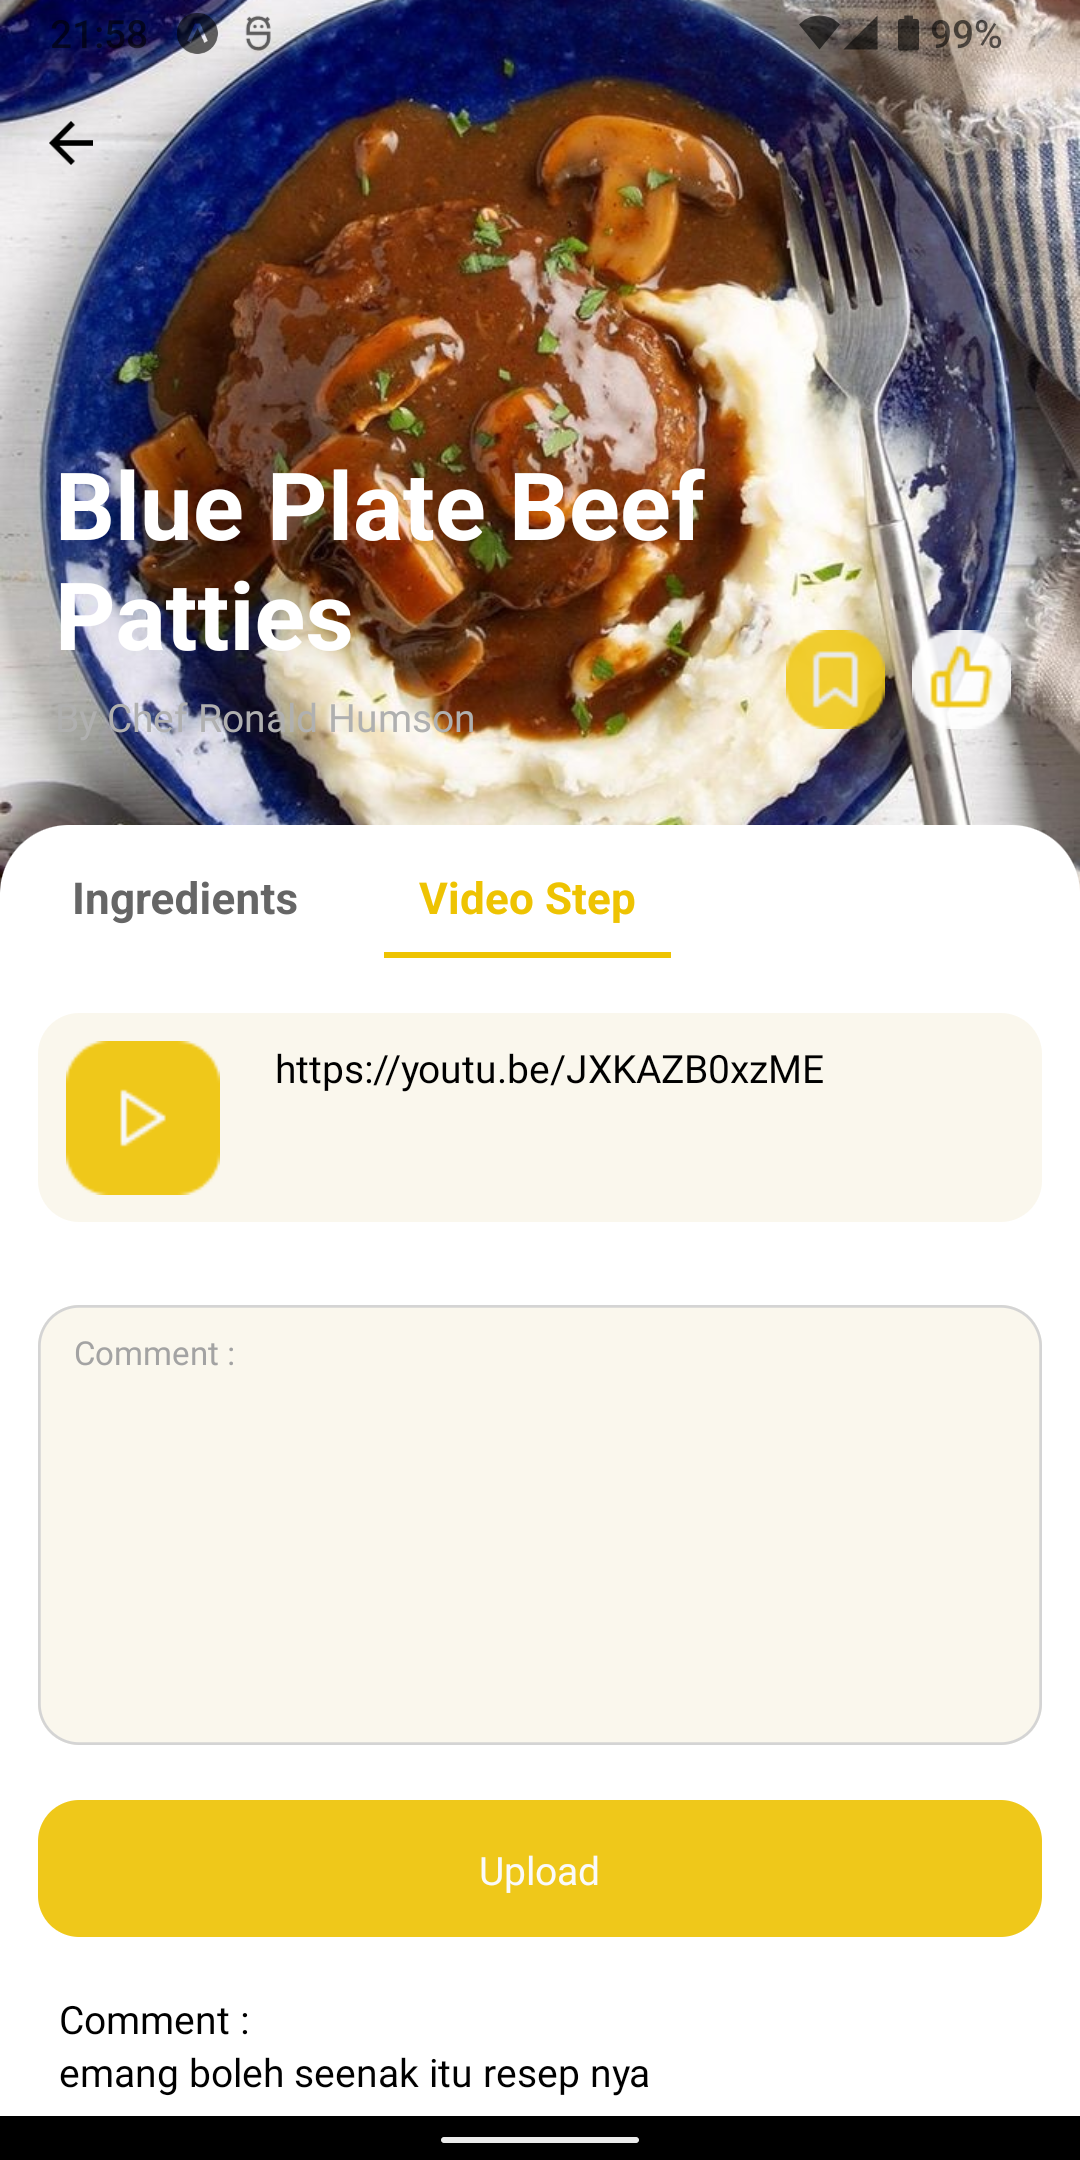 21:58
99%
Blue Plate Beef
Patties
By Chef Ronald Humson
Ingredients
Video Step
https://youtu.be/JXKAZB0xzME
Comment :
Upload
Comment :
emang boleh seenak itu resep nya